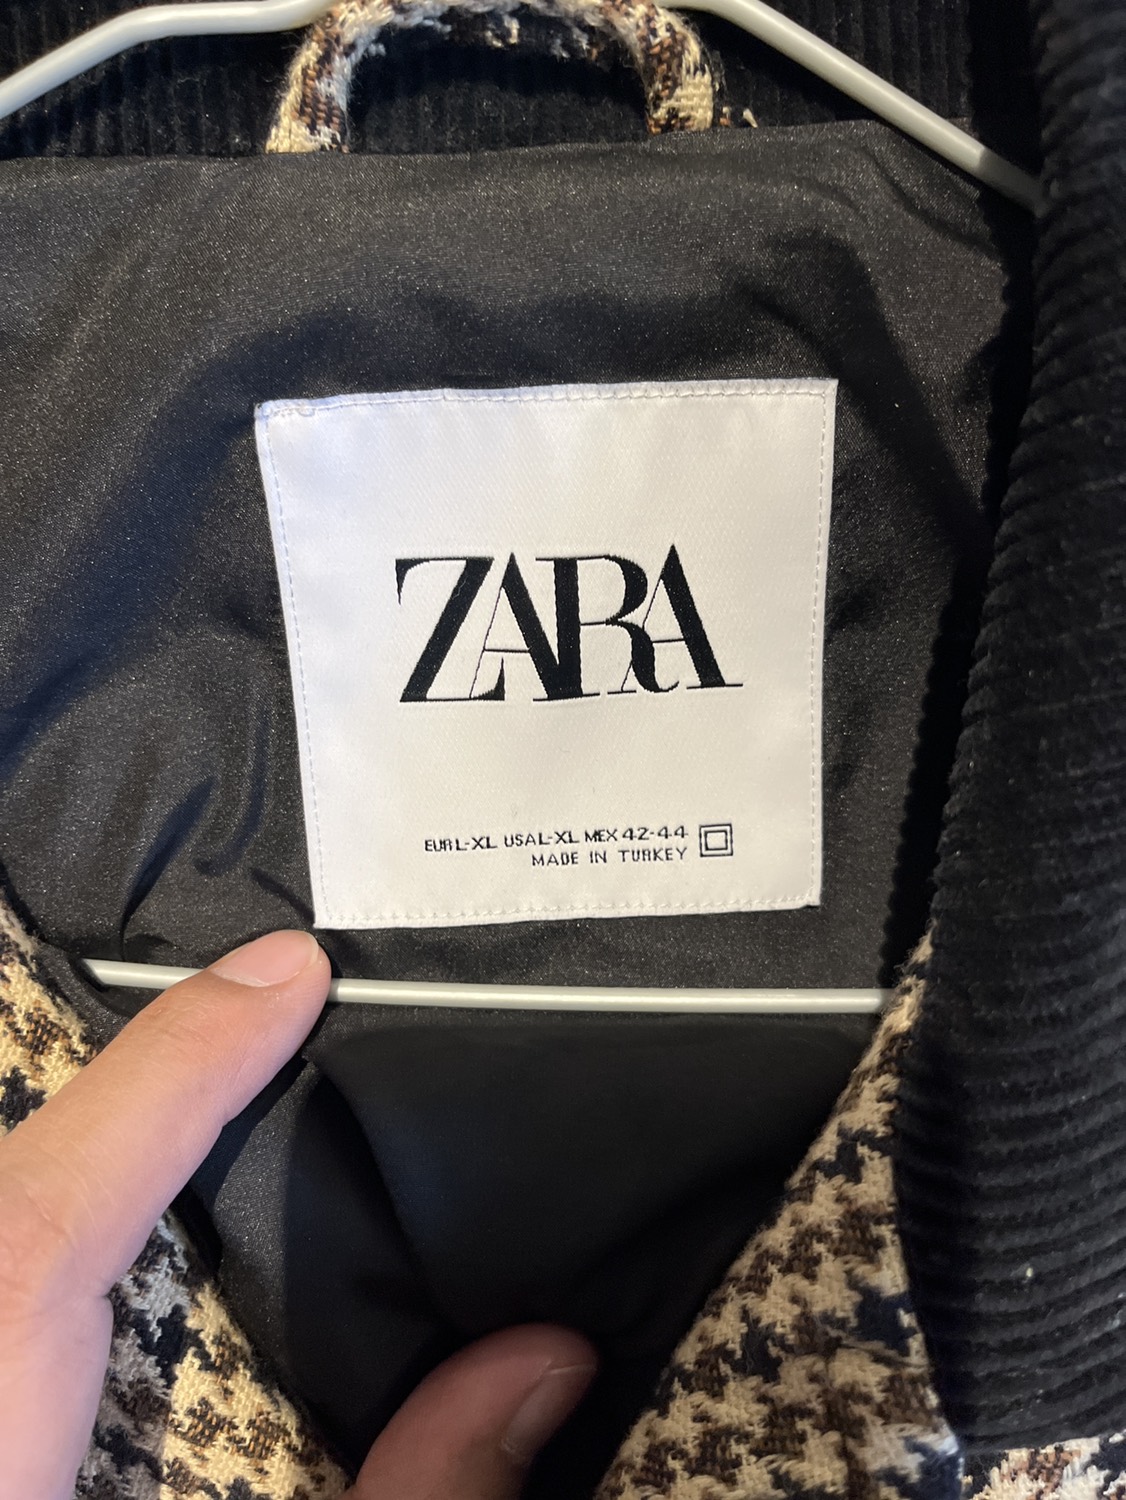 ZARA
EUR L-XL USA L-XL MEX 42-44
MADE IN TURKEY